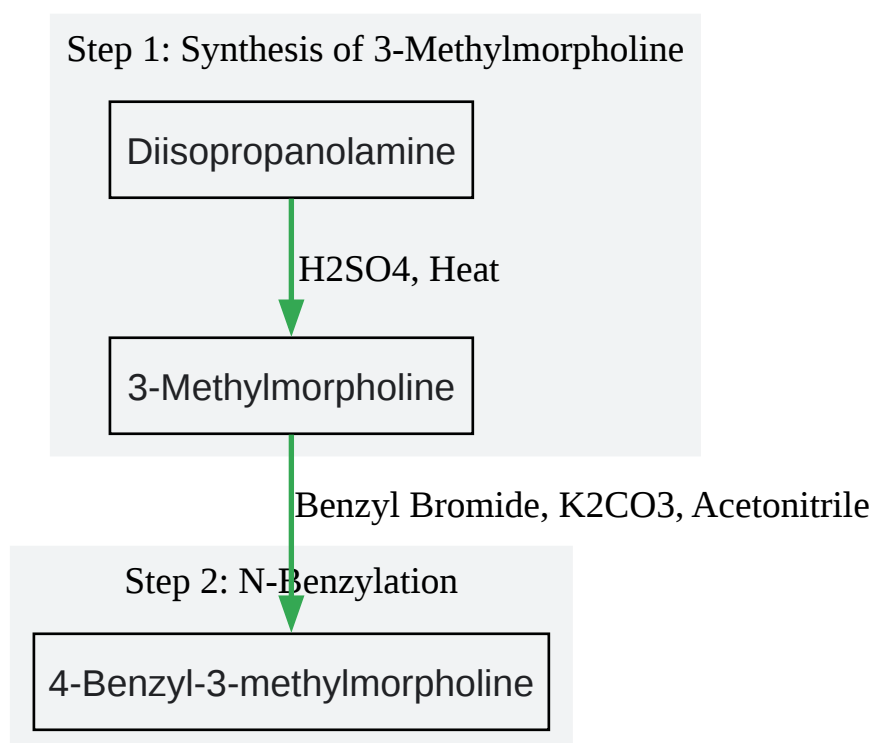 Step 1: Synthesis of 3-Methylmorpholine
Diisopropanolamine
H2SO4, Heat
3-Methylmorpholine
Benzyl Bromide, K2CO3, Acetonitrile
Step 2: N-Benzylation
4-Benzyl-3-methylmorpholine